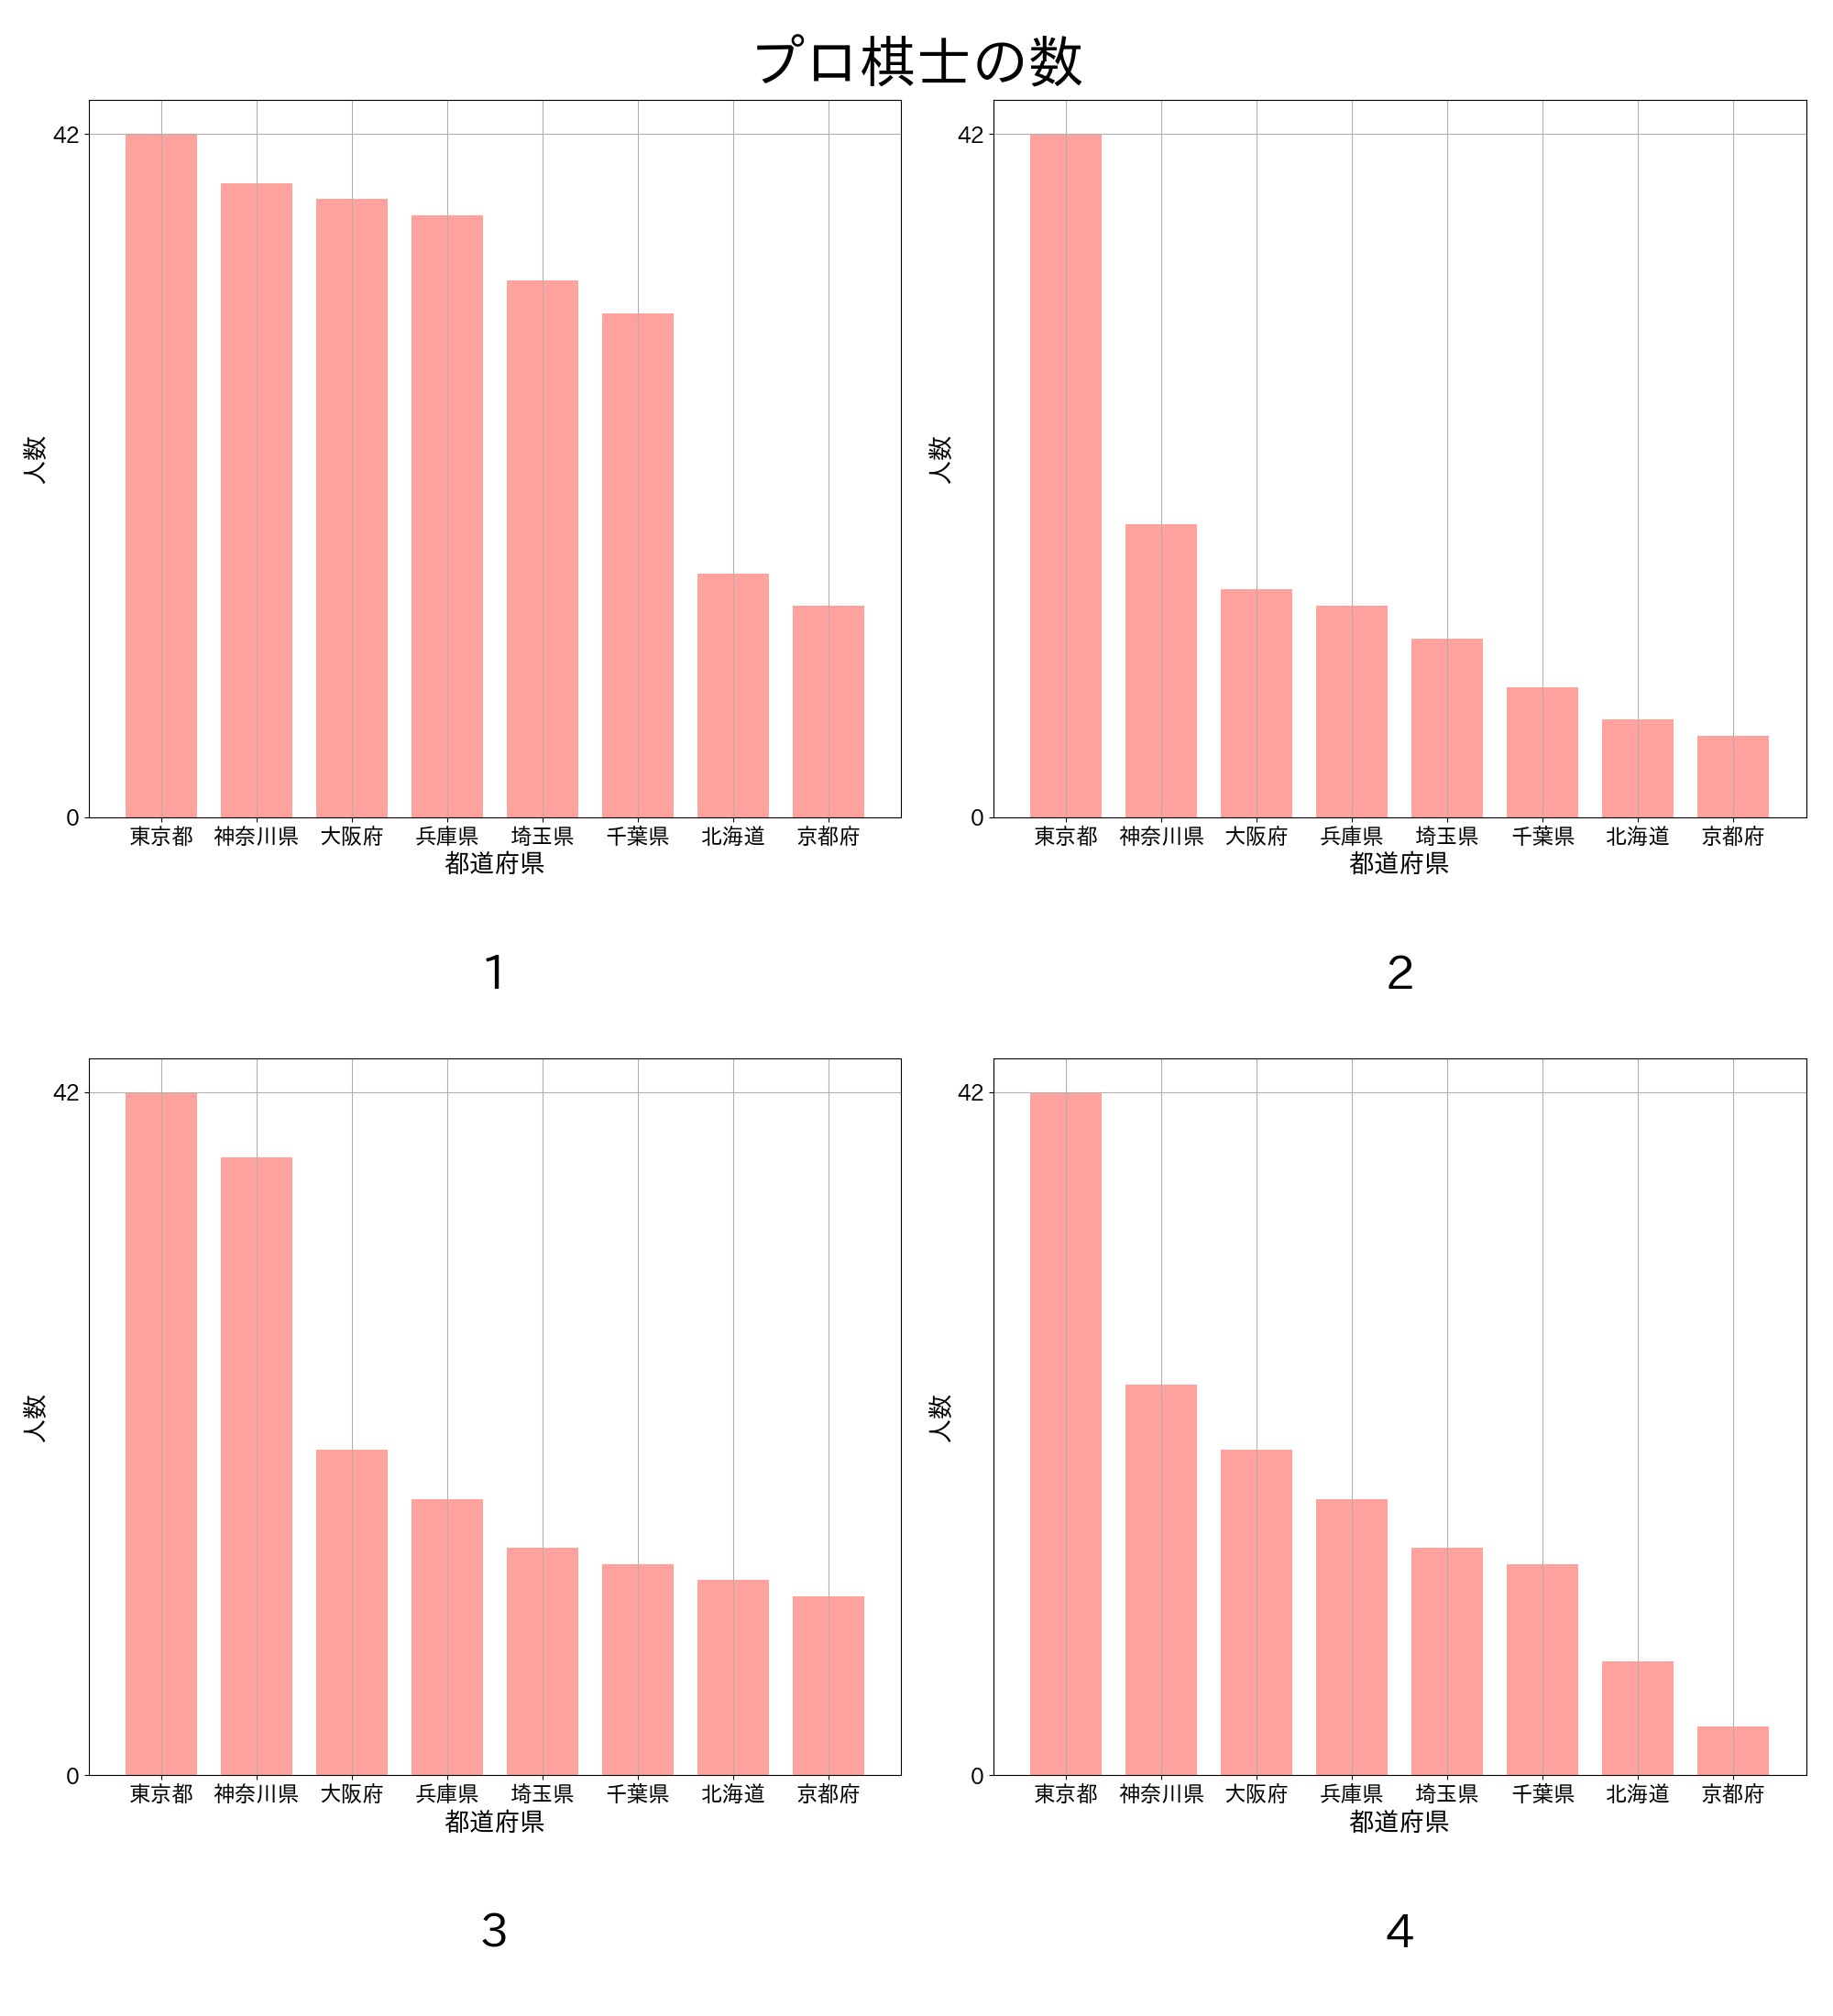 プロ棋士の数
42
0
人数
東京都 神奈川県 大阪府 兵庫県 埼玉県 千葉県 北海道 京都府
都道府県
1
42
0
人数
東京都 神奈川県 大阪府 兵庫県 埼玉県 千葉県 北海道 京都府
都道府県
2
42
0
人数
東京都 神奈川県 大阪府 兵庫県 埼玉県 千葉県 北海道 京都府
都道府県
3
42
0
人数
東京都 神奈川県 大阪府 兵庫県 埼玉県 千葉県 北海道 京都府
都道府県
4